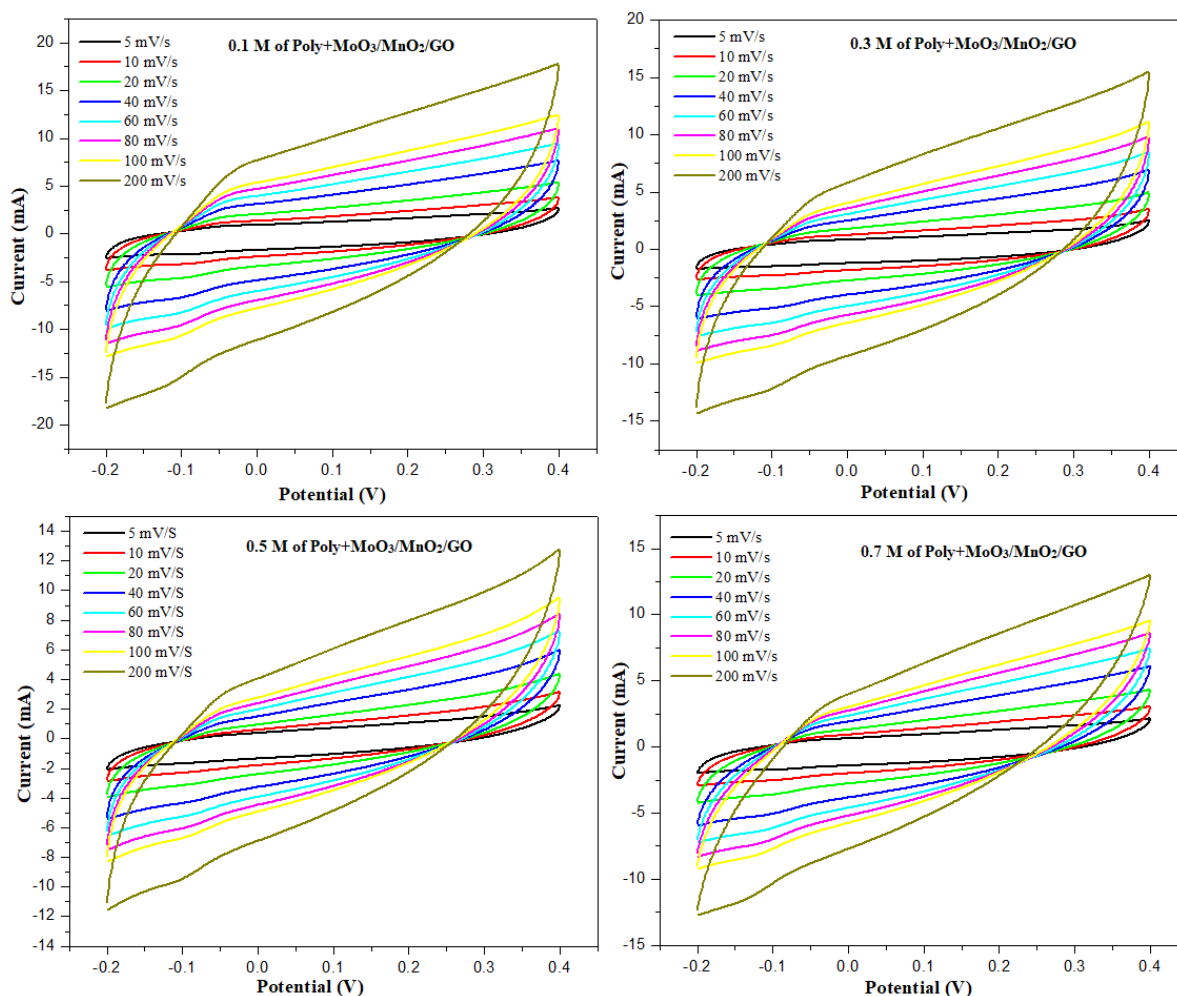 0.1 M of Poly+MoO₃/MnO₂/GO
5 mV/s
10 mV/s
20 mV/s
40 mV/s
60 mV/s
80 mV/s
100 mV/s
200 mV/s
Current (mA)
20
15
10
5
0
-5
-10
-15
-20
-0.2 -0.1 0.0 0.1 0.2 0.3 0.4
Potential (V)
0.3 M of Poly+MoO₃/MnO₂/GO
5 mV/s
10 mV/s
20 mV/s
40 mV/s
60 mV/s
80 mV/s
100 mV/s
200 mV/s
Current (mA)
20
15
10
5
0
-5
-10
-15
-0.2 -0.1 0.0 0.1 0.2 0.3 0.4
Potential (V)
0.5 M of Poly+MoO₃/MnO₂/GO
5 mV/S
10 mV/S
20 mV/S
40 mV/S
60 mV/S
80 mV/S
100 mV/S
200 mV/S
Current (mA)
14
12
10
8
6
4
2
0
-2
-4
-6
-8
-10
-12
-14
-0.2 -0.1 0.0 0.1 0.2 0.3 0.4
Potential (V)
0.7 M of Poly+MoO₃/MnO₂/GO
5 mV/s
10 mV/s
20 mV/s
40 mV/s
60 mV/s
80 mV/s
100 mV/s
200 mV/s
Current (mA)
15
10
5
0
-5
-10
-15
-0.2 -0.1 0.0 0.1 0.2 0.3 0.4
Potential (V)